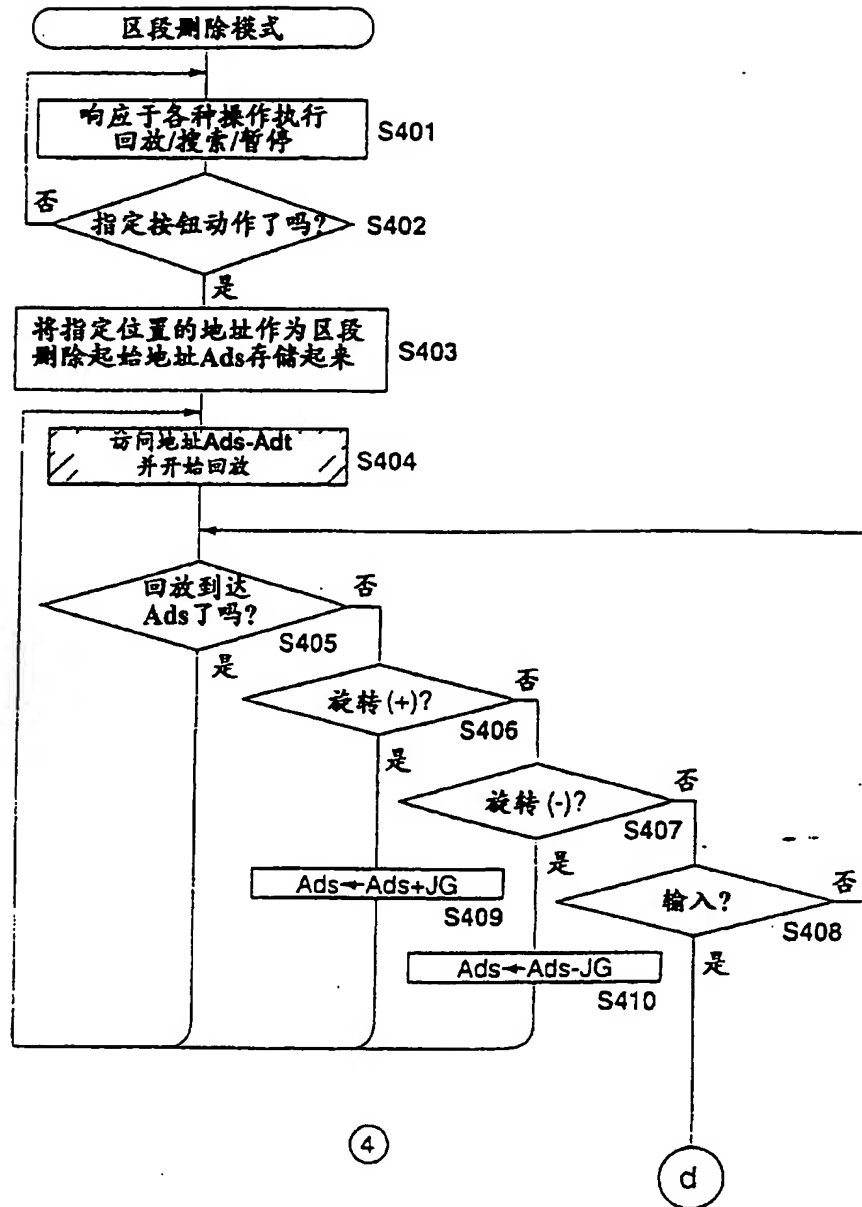 区段删除模式
响应于各种操作执行
回放/搜索/暂停
S401
否
指定按钮动作了吗?
S402
是
将指定位置的地址作为区段
删除起始地址Ads存储起来
S403
访问地址Ads-Adt
并开始回放
S404
回放到达
Ads了吗?
否
S405
是
旋转(+)?
否
S406
是
旋转(-)?
否
S407
是
Ads←Ads+JG
S409
输入?
否
S408
是
Ads←Ads-JG
S410
4
d